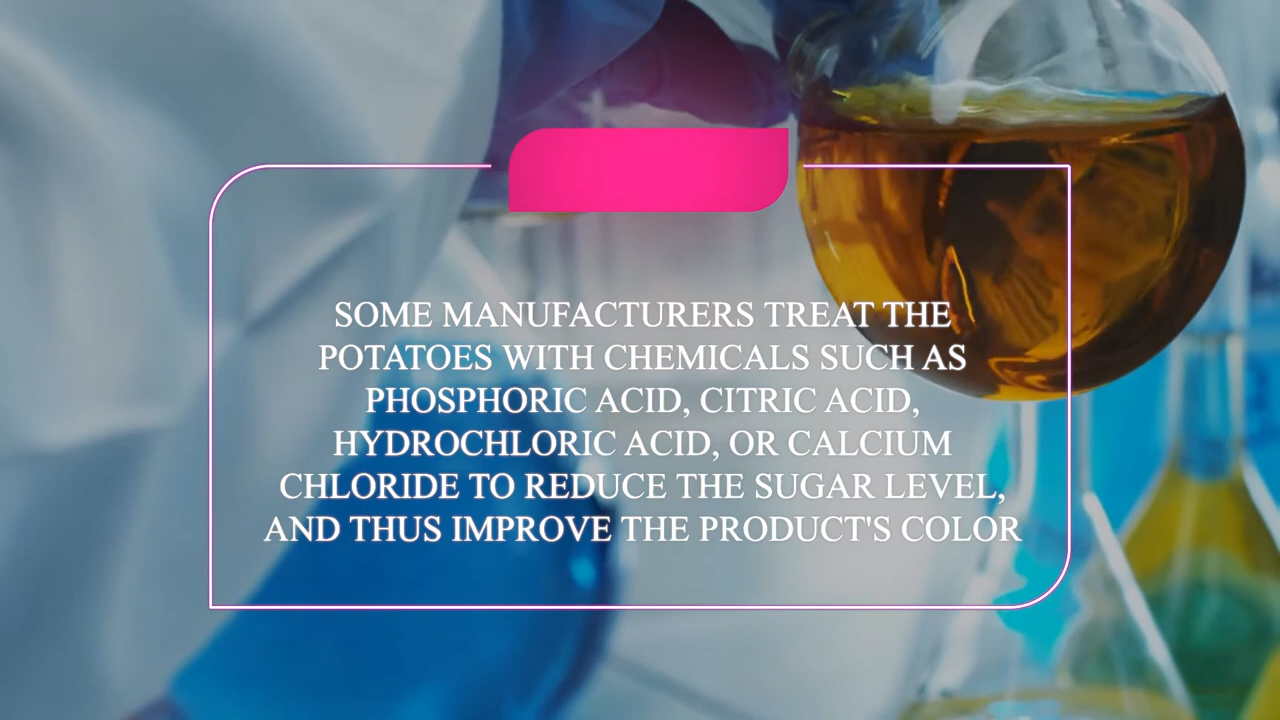 SOME MANUFACTURERS TREAT THE
POTATOES WITH CHEMICALS SUCH AS
PHOSPHORIC ACID, CITRIC ACID,
HYDROCHLORIC ACID, OR CALCIUM
CHLORIDE TO REDUCE THE SUGAR LEVEL,
AND THUS IMPROVE THE PRODUCT'S COLOR